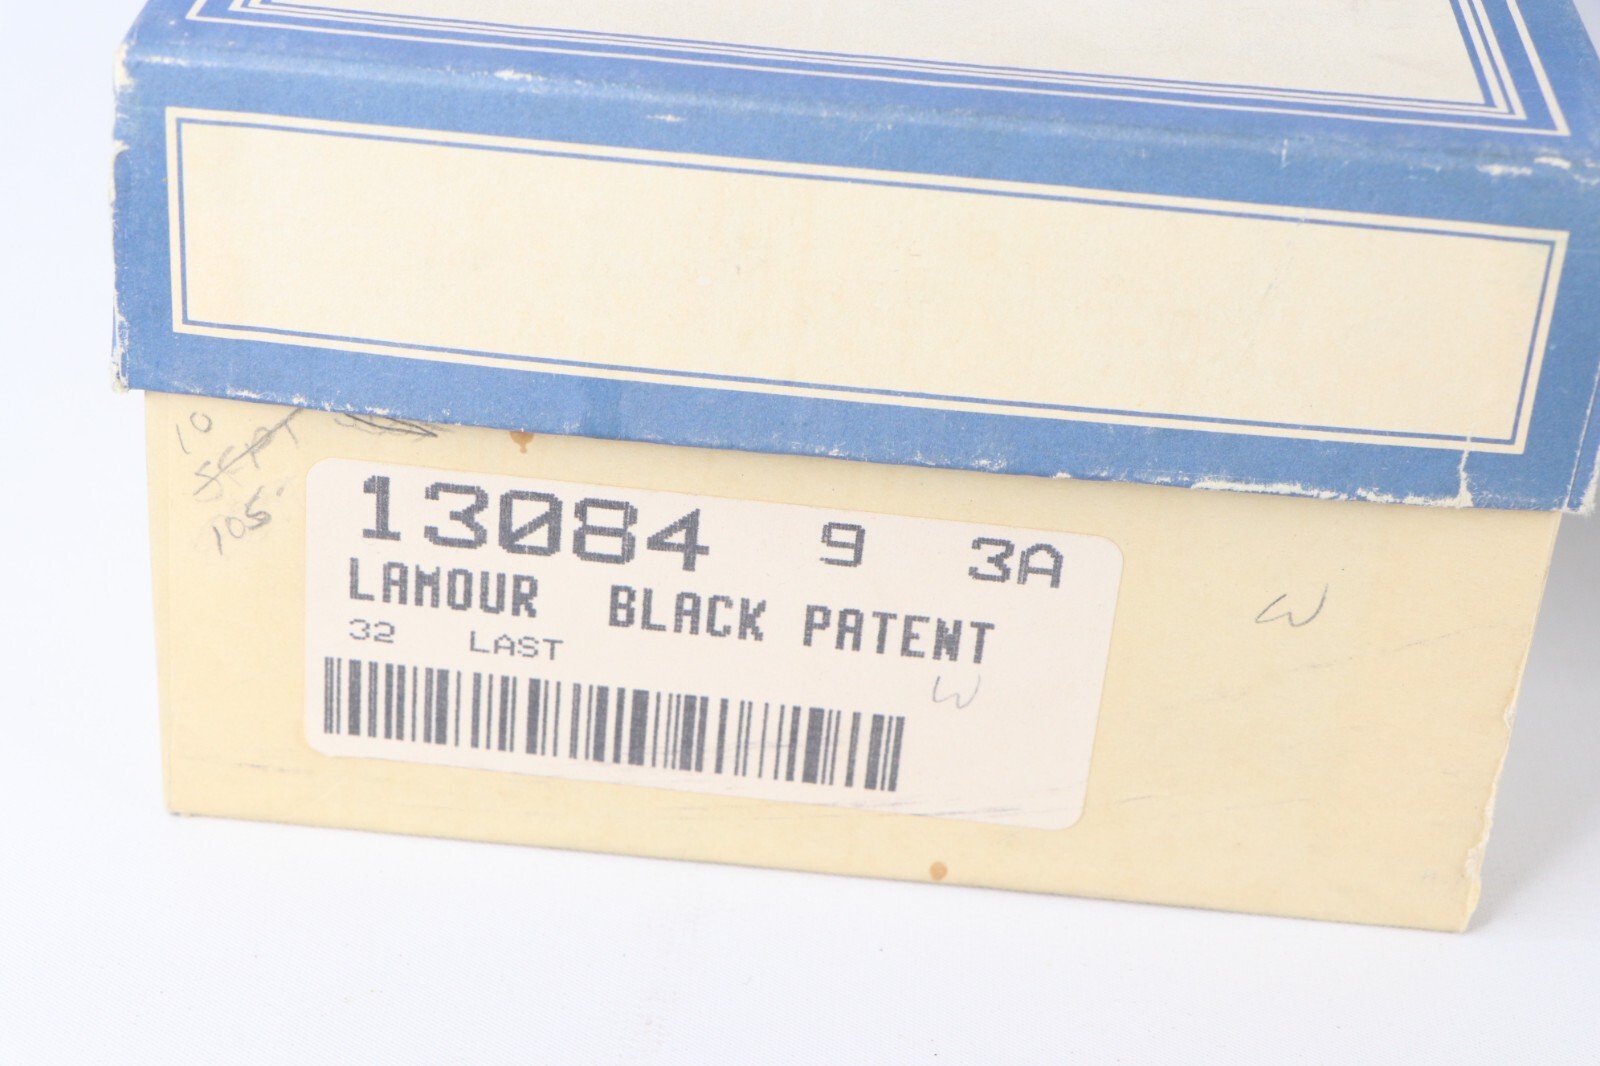 10
SEPT
105
13084 9 3A
LAMOUR BLACK PATENT
32 LAST
W
W